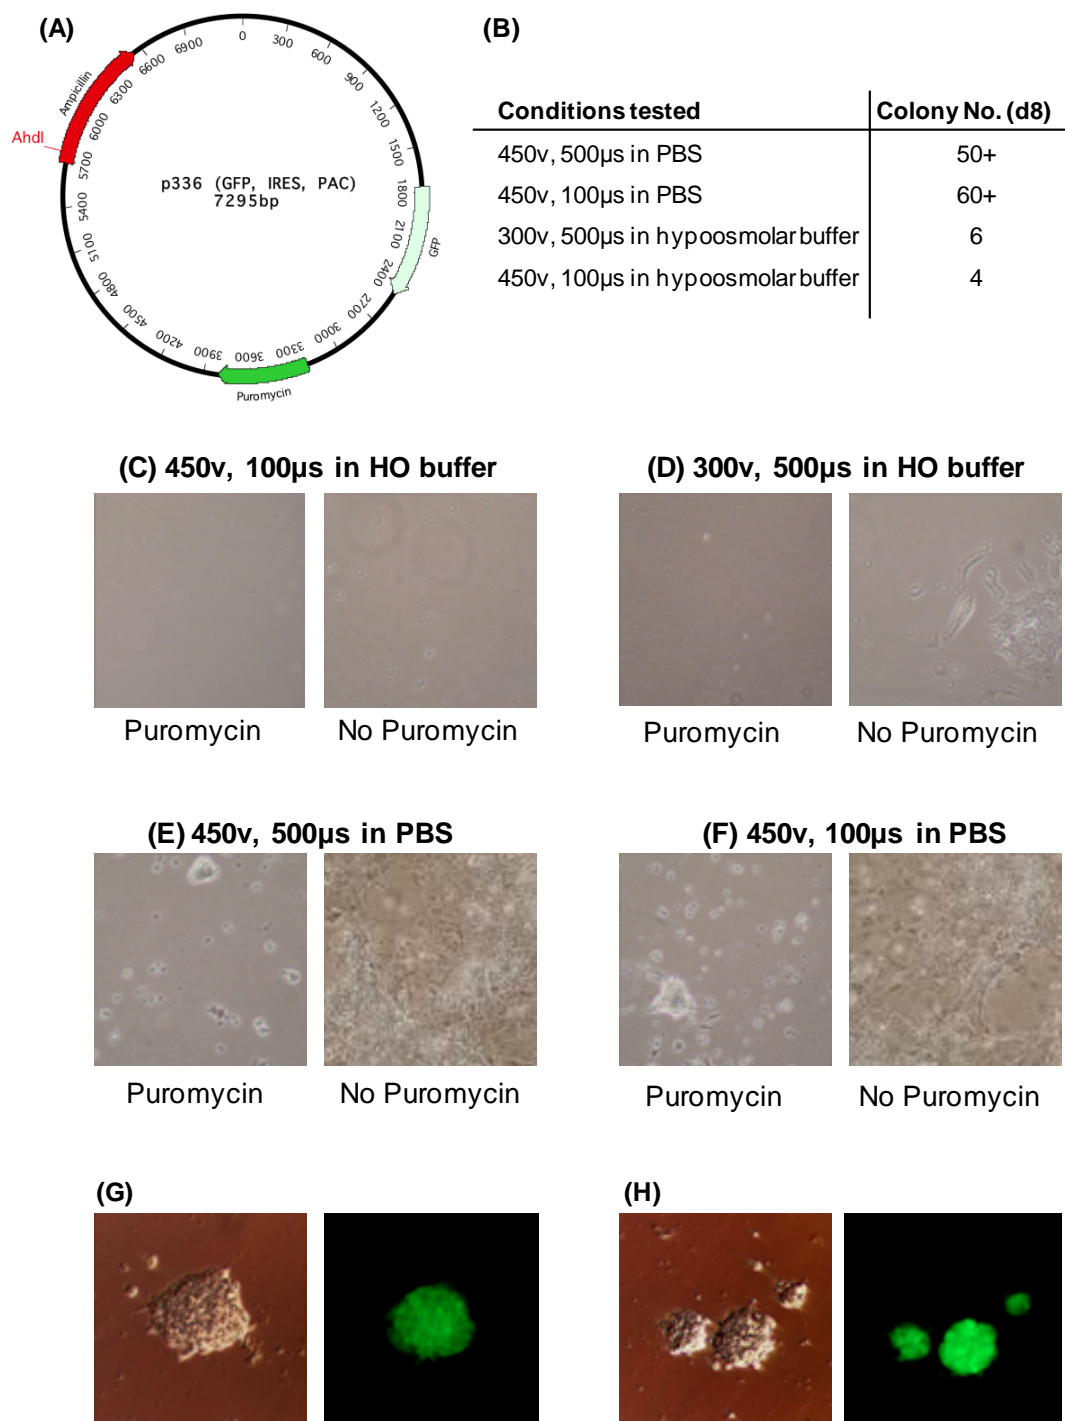 (A)
0
300
600
900
1200
1500
1800
2100
2400
2700
3000
3300
3600
3900
4200
4500
4800
5100
5400
5700
6000
6300
6600
6900
Ampicillin
AhdI
GFP
Puromycin
p336 (GFP, IRES, PAC)
7295bp
(B)
Conditions tested Colony No. (d8)
450v, 500µs in PBS 50+
450v, 100µs in PBS 60+
300v, 500µs in hypoosmolar buffer 6
450v, 100µs in hypoosmolar buffer 4
(C) 450v, 100µs in HO buffer
Puromycin No Puromycin
(D) 300v, 500µs in HO buffer
Puromycin No Puromycin
(E) 450v, 500µs in PBS
Puromycin No Puromycin
(F) 450v, 100µs in PBS
Puromycin No Puromycin
(G)
(H)